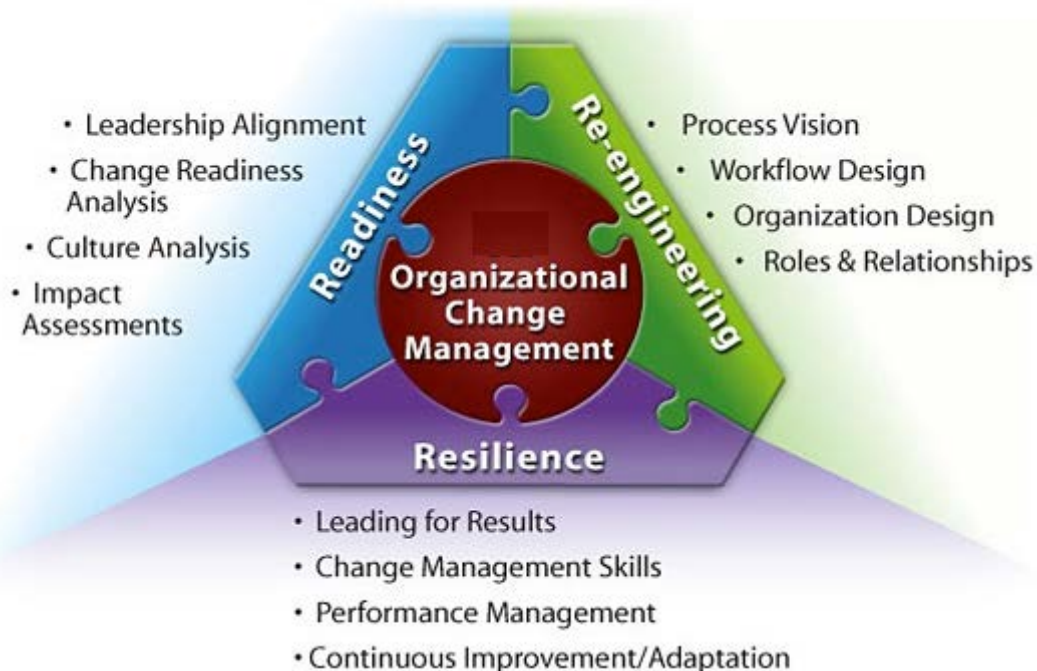 • Leadership Alignment
• Change Readiness
Analysis
• Culture Analysis
• Impact
Assessments
Readiness
Re-engineering
• Process Vision
• Workflow Design
• Organization Design
• Roles & Relationships
Organizational
Change
Management
Resilience
• Leading for Results
• Change Management Skills
• Performance Management
• Continuous Improvement/Adaptation